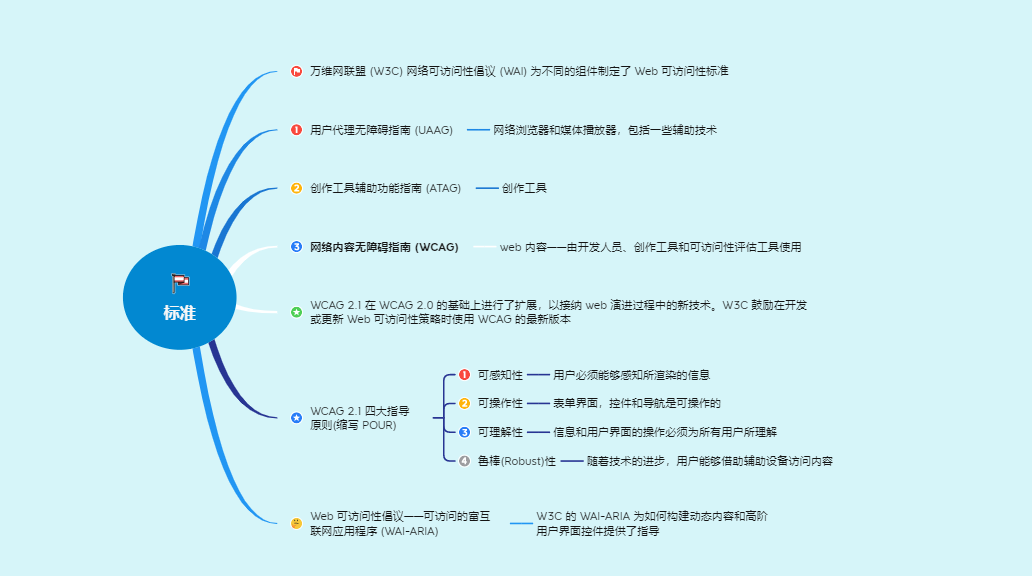 标准
万维网联盟 (W3C) 网络可访问性倡议 (WAI) 为不同的组件制定了 Web 可访问性标准
1 用户代理无障碍指南 (UAAG) 网络浏览器和媒体播放器，包括一些辅助技术
2 创作工具辅助功能指南 (ATAG) 创作工具
3 网络内容无障碍指南 (WCAG) web 内容——由开发人员、创作工具和可访问性评估工具使用
WCAG 2.1 在 WCAG 2.0 的基础上进行了扩展，以接纳 web 演进过程中的新技术。W3C 鼓励在开发
或更新 Web 可访问性策略时使用 WCAG 的最新版本
WCAG 2.1 四大指导
原则(缩写 POUR)
1 可感知性 用户必须能够感知所渲染的信息
2 可操作性 表单界面，控件和导航是可操作的
3 可理解性 信息和用户界面的操作必须为所有用户所理解
4 鲁棒(Robust)性 随着技术的进步，用户能够借助辅助设备访问内容
Web 可访问性倡议——可访问的富互
联网应用程序 (WAI-ARIA)
W3C 的 WAI-ARIA 为如何构建动态内容和高阶
用户界面控件提供了指导